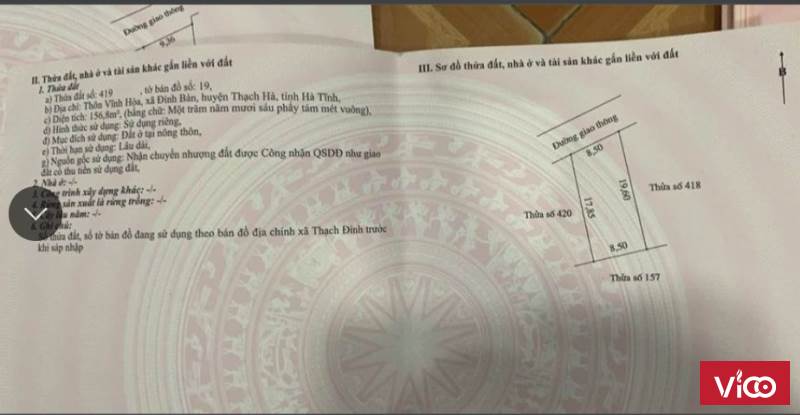 Đường giao thông
9,36
II. Thửa đất, nhà ở và tài sản khác gắn liền với đất
1. Thửa đất
a) Thửa đất số: 419 , tờ bản đồ số: 19,
b) Địa chỉ: Thôn Vĩnh Hòa, xã Đỉnh Bàn, huyện Thạch Hà, tỉnh Hà Tĩnh,
c) Diện tích: 156,8m², (bằng chữ: Một trăm năm mươi sáu phẩy tám mét vuông),
d) Hình thức sử dụng: Sử dụng riêng,
đ) Mục đích sử dụng: Đất ở tại nông thôn,
e) Thời hạn sử dụng: Lâu dài,
g) Nguồn gốc sử dụng: Nhận chuyển nhượng đất được Công nhận QSDĐ như giao
đất có thu tiền sử dụng đất,
2. Nhà ở: -/-
3. Công trình xây dựng khác: -/-
4. Rừng sản xuất là rừng trồng: -/-
lâu năm: -/-
6. Ghi chú:
Số thửa đất, số tờ bản đồ đang sử dụng theo bản đồ địa chính xã Thạch Đỉnh trước
khi sáp nhập
III. Sơ đồ thửa đất, nhà ở và tài sản khác gắn liền với đất
B
Đường giao thông
8,50
19,60
Thửa số 418
Thửa số 420
17,85
8,50
Thửa số 157
ViCO